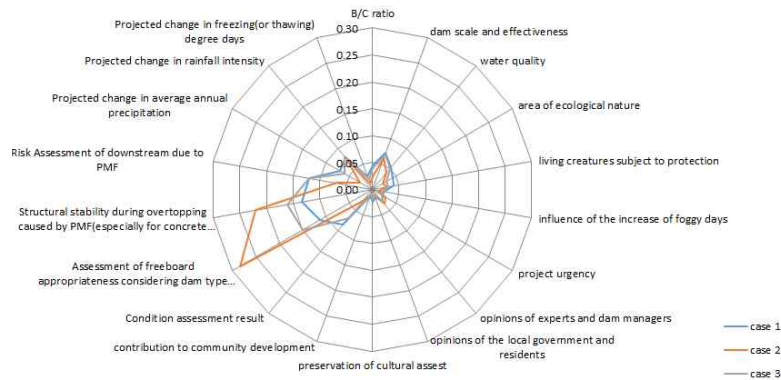 B/C ratio
Projected change in freezing(or thawing)
degree days
dam scale and effectiveness
Projected change in rainfall intensity
water quality
Projected change in average annual
precipitation
area of ecological nature
Risk Assessment of downstream due to
PMF
living creatures subject to protection
Structural stability during overtopping
caused by PMF(especially for concrete...
influence of the increase of foggy days
Assessment of freeboard
appropriateness considering dam type...
project urgency
Condition assessment result
opinions of experts and dam managers
contribution to community development
opinions of the local government and
residents
preservation of cultural assest
0.30
0.25
0.20
0.15
0.10
0.05
0.00
case 1
case 2
case 3